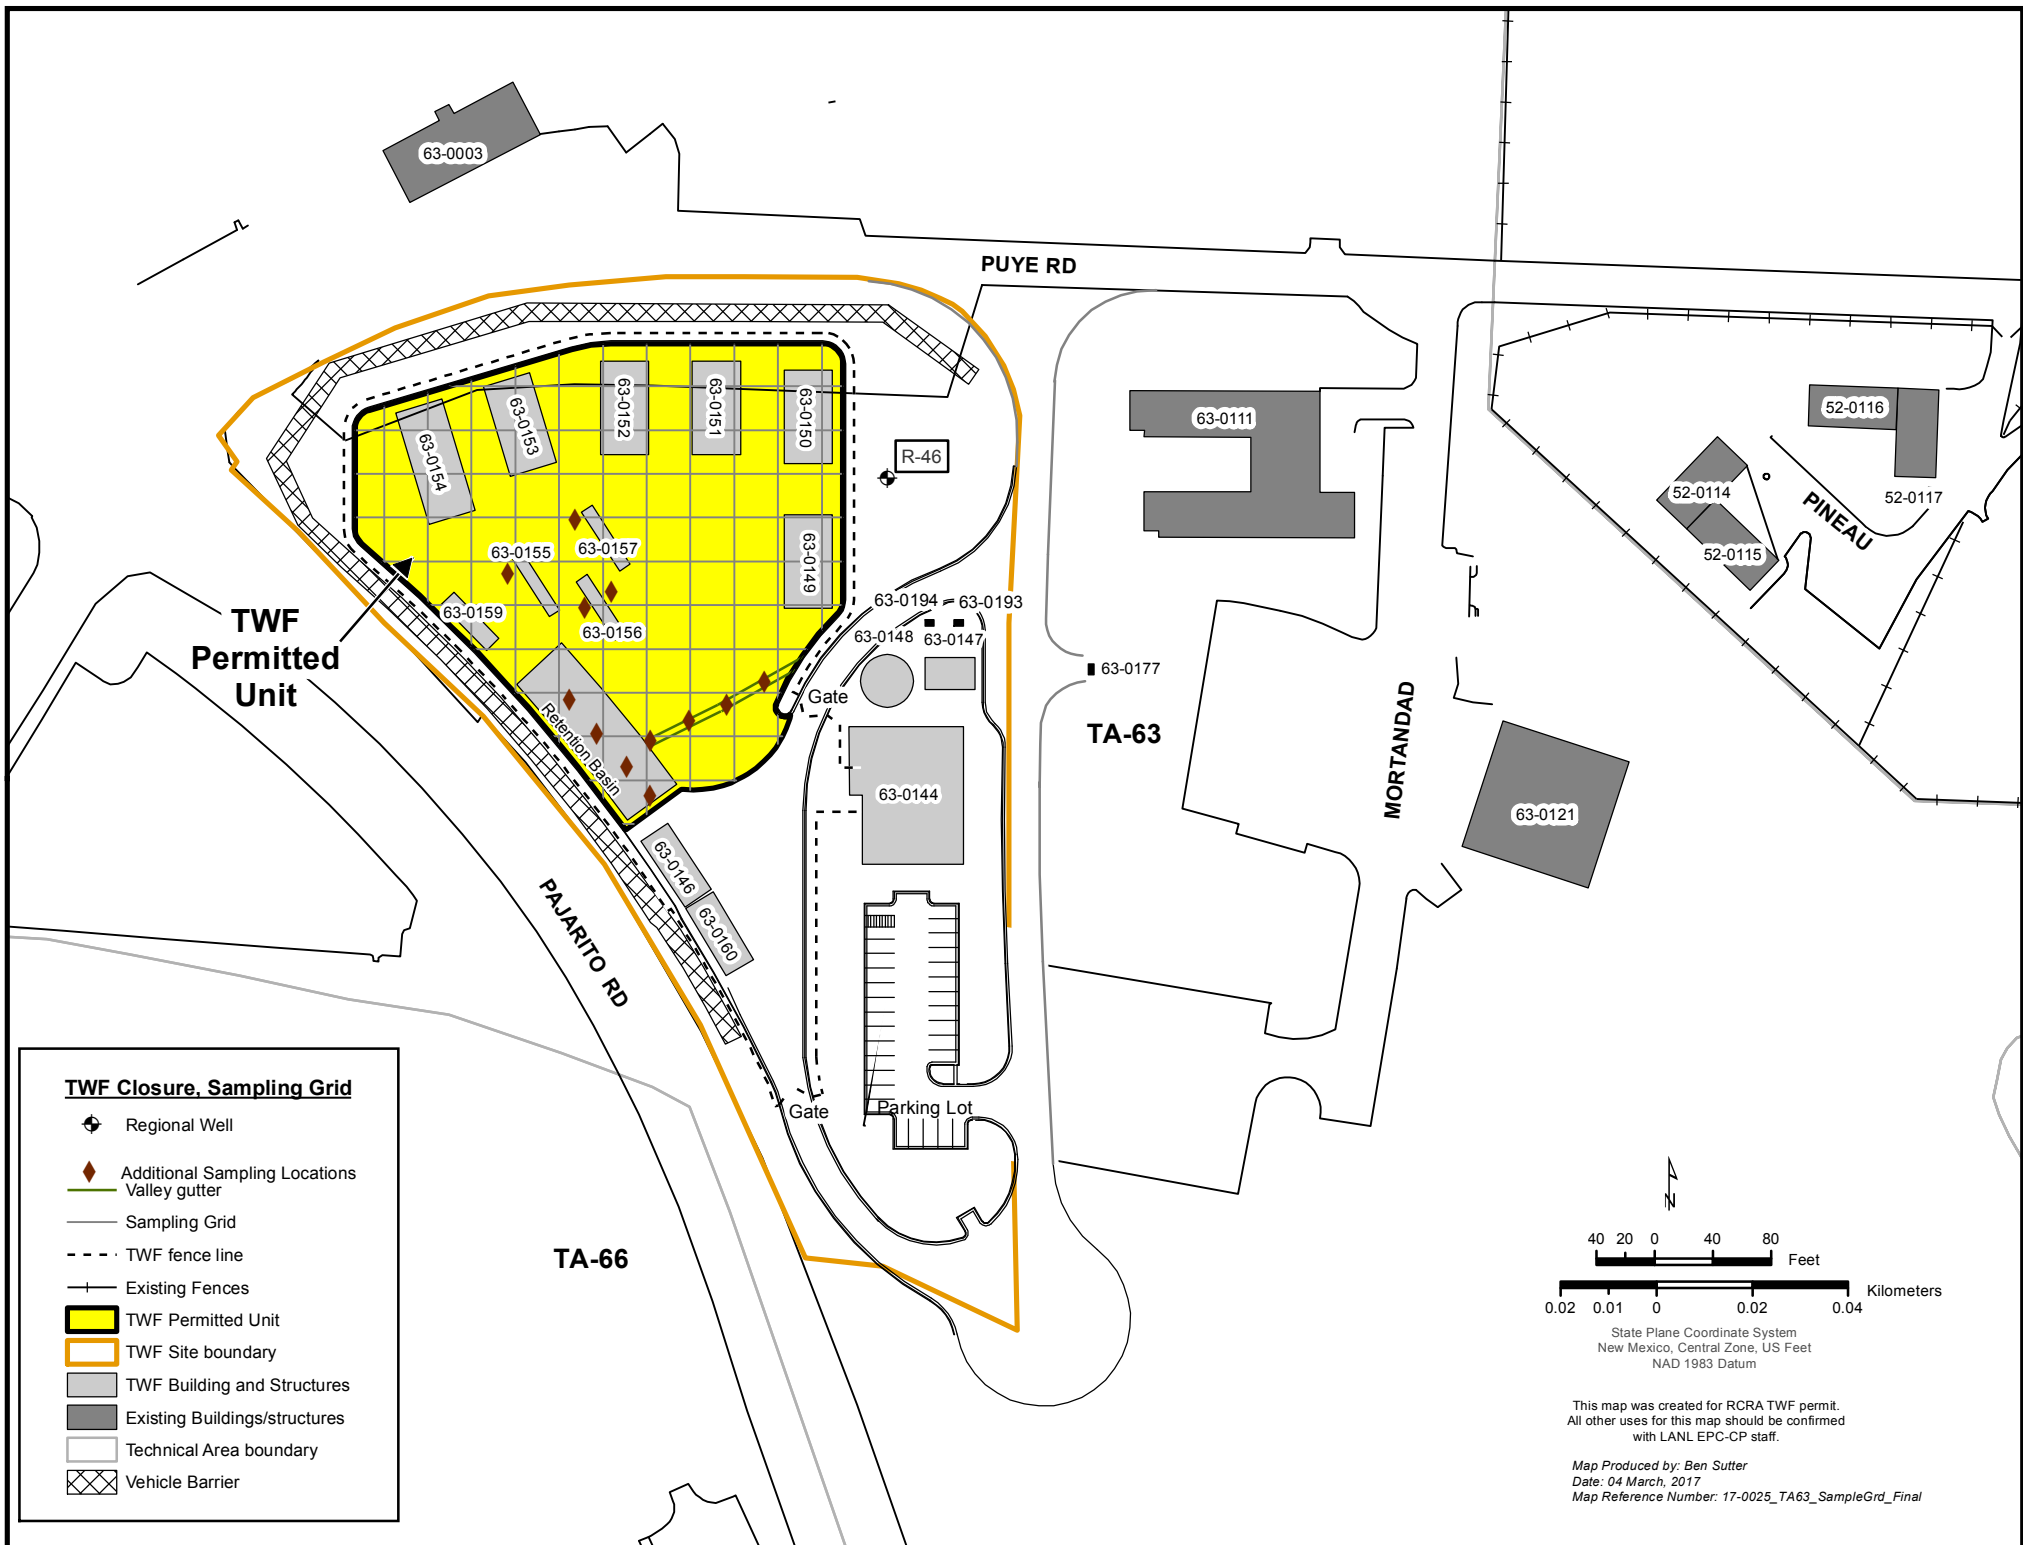 63-0003
PUYE RD
63-0152
63-0151
63-0150
63-0153
63-0154
R-46
63-0111
52-0116
52-0114
52-0117
PINEAU
52-0115
63-0155
63-0157
63-0149
63-0159
63-0156
63-0194
63-0193
63-0148
63-0147
TWF
Permitted
Unit
63-0177
Gate
Retention Basin
TA-63
MORTANDAD
63-0144
63-0121
63-0146
63-0160
PAJARITO RD
Gate
Parking Lot
TA-66
TWF Closure, Sampling Grid
Regional Well
Additional Sampling Locations
Valley gutter
Sampling Grid
TWF fence line
Existing Fences
TWF Permitted Unit
TWF Site boundary
TWF Building and Structures
Existing Buildings/structures
Technical Area boundary
Vehicle Barrier
N
40 20 0 40 80
Feet
Kilometers
0.02 0.01 0 0.02 0.04
State Plane Coordinate System
New Mexico, Central Zone, US Feet
NAD 1983 Datum
This map was created for RCRA TWF permit.
All other uses for this map should be confirmed
with LANL EPC-CP staff.
Map Produced by: Ben Sutter
Date: 04 March, 2017
Map Reference Number: 17-0025_TA63_SampleGrd_Final